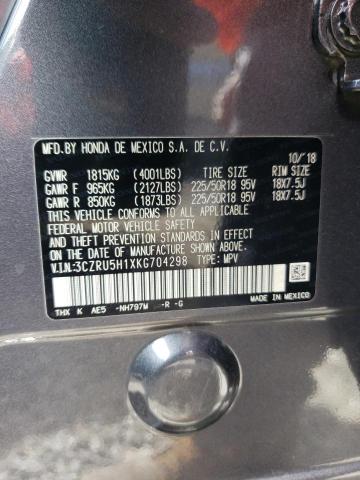 MFD.BY HONDA DE MEXICO S.A. DE C.V.
10/'18
GVWR 1815KG (4001LBS) TIRE SIZE RIM SIZE
GAWR F 965KG (2127LBS) 225/50R18 95V 18X7.5J
GAWR R 850KG (1873LBS) 225/50R18 95V 18X7.5J
THIS VEHICLE CONFORMS TO ALL APPLICABLE
FEDERAL MOTOR VEHICLE SAFETY, BUMPER,
AND THEFT PREVENTION STANDARDS IN EFFECT
ON THE DATE OF MANUFACTURE SHOWN ABOVE.
V.I.N:3CZRU5H1XKG704298 TYPE: MPV
THX K AE5 -NH797M -R -G
MADE IN MEXICO